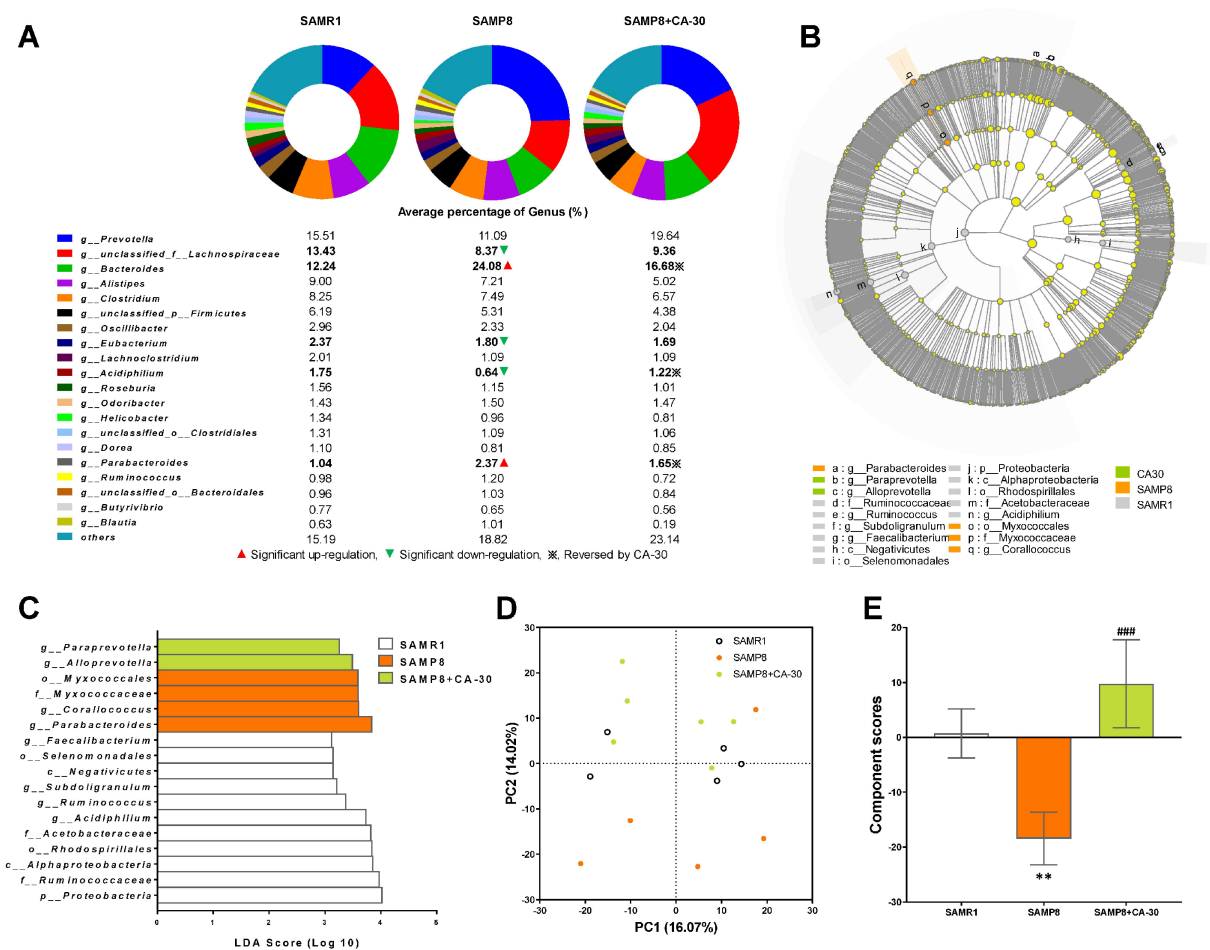 A
SAMR1 SAMP8 SAMP8+CA-30
Average percentage of Genus (%)
g__Prevotella 15.51 11.09 19.64
g__unclassified_f__Lachnospiraceae 13.43 8.37▼ 9.36
g__Bacteroides 12.24 24.08▲ 16.68※
g__Alistipes 9.00 7.21 5.02
g__Clostridium 8.25 7.49 6.57
g__unclassified_p__Firmicutes 6.19 5.31 4.38
g__Oscillibacter 2.96 2.33 2.04
g__Eubacterium 2.37 1.80▼ 1.69
g__Lachnoclostridium 2.01 1.09 1.09
g__Acidiphilium 1.75 0.64▼ 1.22※
g__Roseburia 1.56 1.15 1.01
g__Odoribacter 1.43 1.50 1.47
g__Helicobacter 1.34 0.96 0.81
g__unclassified_o__Clostridiales 1.31 1.09 1.06
g__Dorea 1.10 0.81 0.85
g__Parabacteroides 1.04 2.37▲ 1.65※
g__Ruminococcus 0.98 1.20 0.72
g__unclassified_o__Bacteroidales 0.96 1.03 0.84
g__Butyrivibrio 0.77 0.65 0.56
g__Blautia 0.63 1.01 0.19
others 15.19 18.82 23.14
▲ Significant up-regulation, ▼ Significant down-regulation, ※, Reversed by CA-30
B
a
q
p
o
d
j
k
h
i
l
m
n
a : g__Parabacteroides
b : g__Paraprevotella
c : g__Alloprevotella
d : f__Ruminococcaceae
e : g__Ruminococcus
f : g__Subdoligranulum
g : g__Faecalibacterium
h : c__Negativicutes
i : o__Selenomonadales
j : p__Proteobacteria
k : c__Alphaproteobacteria
l : o__Rhodospirillales
m : f__Acetobacteraceae
n : g__Acidiphilium
o : o__Myxococcales
p : f__Myxococcaceae
q : g__Corallococcus
CA30
SAMP8
SAMR1
C
g__Paraprevotella
g__Alloprevotella
o__Myxococcales
f__Myxococcaceae
g__Corallococcus
g__Parabacteroides
g__Faecalibacterium
o__Selenomonadales
c__Negativicutes
g__Subdoligranulum
g__Ruminococcus
g__Acidiphilium
f__Acetobacteraceae
o__Rhodospirillales
c__Alphaproteobacteria
f__Ruminococcaceae
p__Proteobacteria
0 1 2 3 4 5
LDA Score (Log 10)
SAMR1
SAMP8
SAMP8+CA-30
D
SAMR1
SAMP8
SAMP8+CA-30
PC2 (14.02%)
30
20
10
0
-10
-20
-30
-30 -20 -10 0 10 20 30
PC1 (16.07%)
E
Component scores
20
10
0
-10
-20
-30
###
**
SAMR1 SAMP8 SAMP8+CA-30